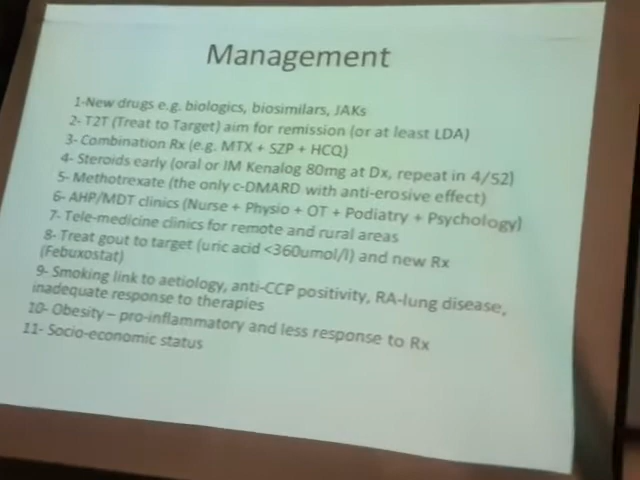 Management
1-New drugs e.g. biologics, biosimilars, JAKs
2- T2T (Treat to Target) aim for remission (or at least LDA)
3- Combination Rx (e.g. MTX + SZP + HCQ)
4- Steroids early (oral or IM Kenalog 80mg at Dx, repeat in 4/52)
5- Methotrexate (the only c-DMARD with anti-erosive effect)
6- AHP/MDT clinics (Nurse + Physio + OT + Podiatry + Psychology)
7- Tele-medicine clinics for remote and rural areas
8- Treat gout to target (uric acid <360umol/l) and new Rx
(Febuxostat)
9- Smoking link to aetiology, anti-CCP positivity, RA-lung disease,
inadequate response to therapies
10- Obesity – pro-inflammatory and less response to Rx
11- Socio-economic status